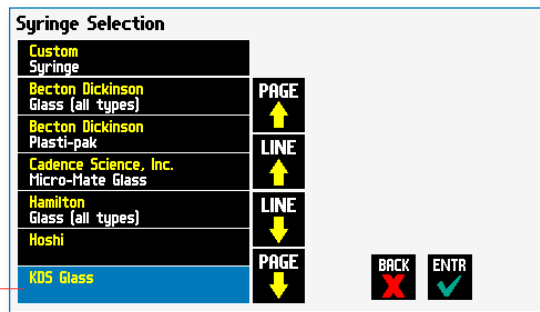 Syringe Selection
Custom
Syringe
Becton Dickinson
Glass (all types)
Becton Dickinson
Plasti-pak
Cadence Science, Inc.
Micro-Mate Glass
Hamilton
Glass (all types)
Hoshi
KDS Glass
PAGE
LINE
LINE
PAGE
BACK
ENTR